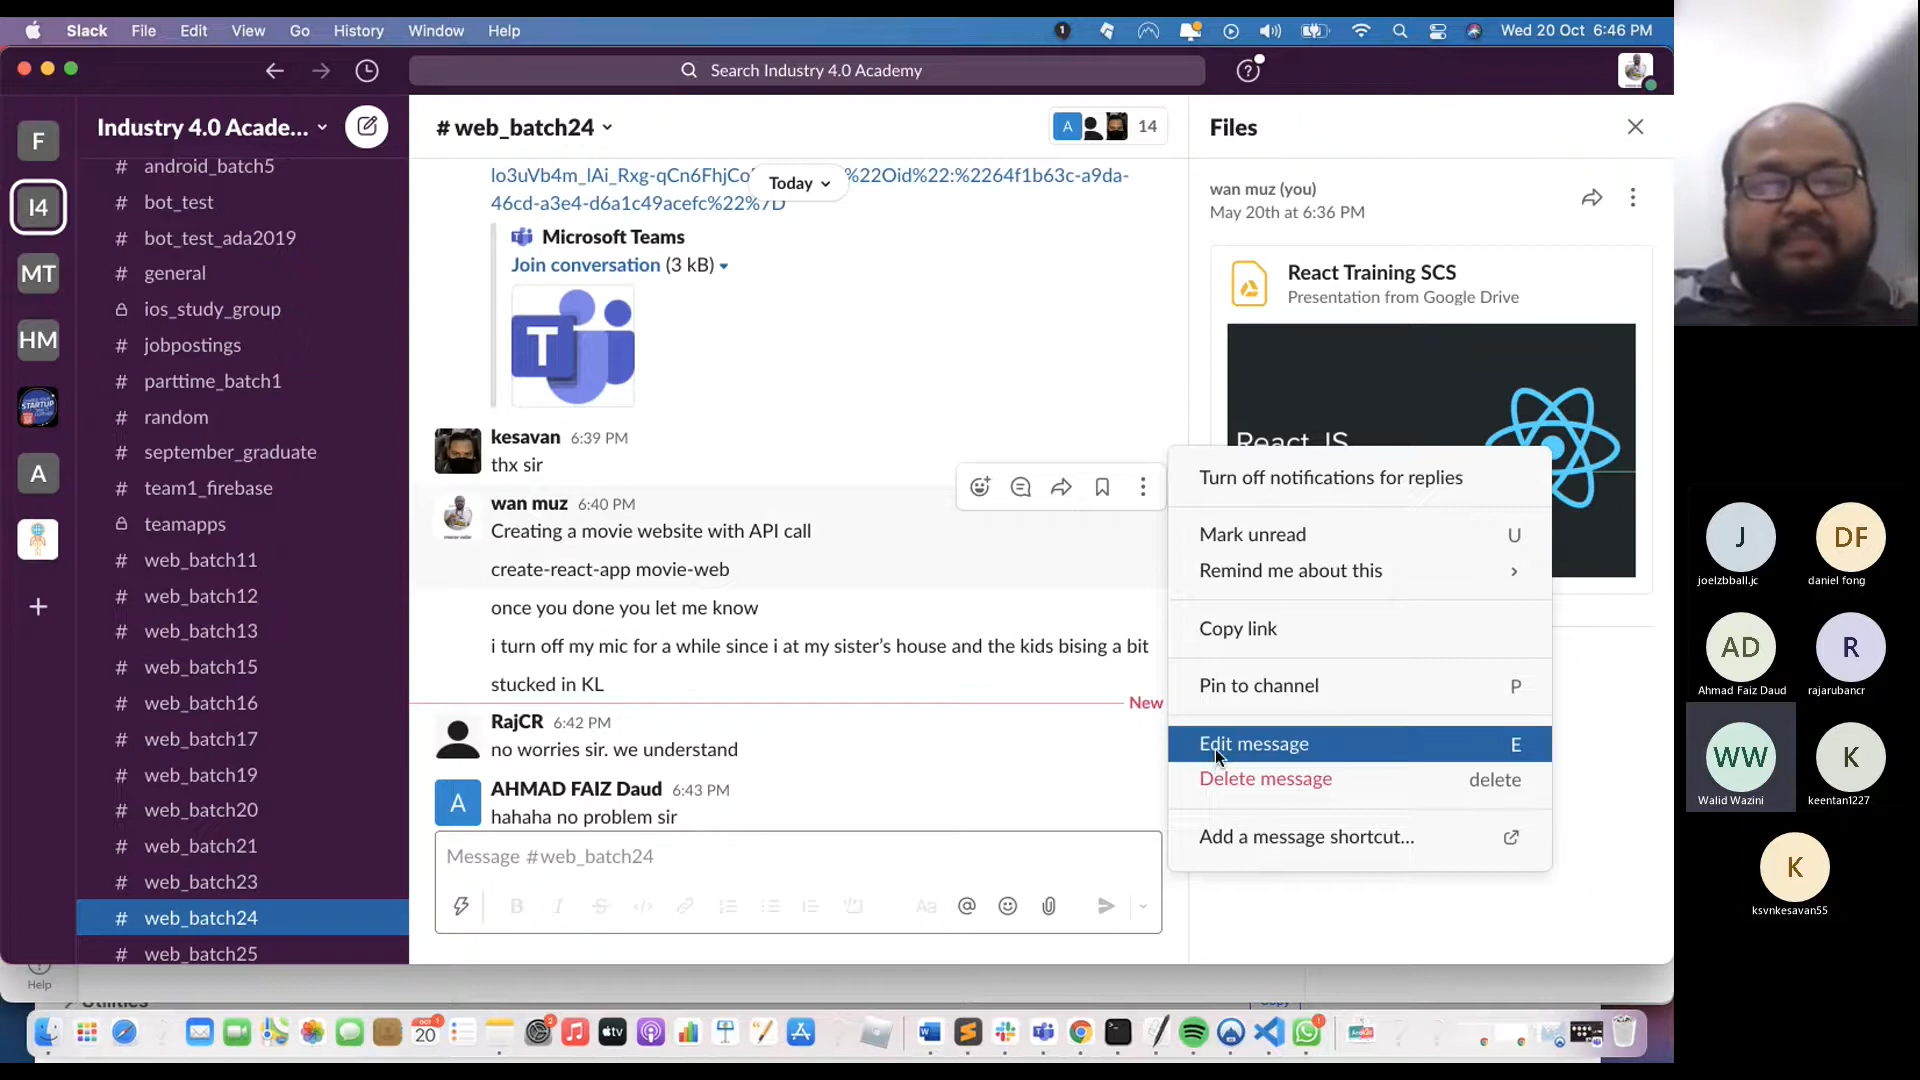 Slack File Edit View Go History Window Help
1
Wed 20 Oct 6:46 PM
Search Industry 4.0 Academy
F
I4
MT
HM
A
Help
Industry 4.0 Acade...
# android_batch5
# bot_test
# bot_test_ada2019
# general
ios_study_group
# jobpostings
# parttime_batch1
# random
# september_graduate
# team1_firebase
teamapps
# web_batch11
# web_batch12
# web_batch13
# web_batch15
# web_batch16
# web_batch17
# web_batch19
# web_batch20
# web_batch21
# web_batch23
# web_batch24
# web_batch25
# web_batch24
A 14
Today
46cd-a3e4-d6a1c49acefc%22%7D
Microsoft Teams
Join conversation (3 kB)
T
kesavan 6:39 PM
thx sir
wan muz 6:40 PM
Creating a movie website with API call
create-react-app movie-web
once you done you let me know
i turn off my mic for a while since i at my sister’s house and the kids bising a bit
stucked in KL
New
RajCR 6:42 PM
no worries sir. we understand
A
AHMAD FAIZ Daud 6:43 PM
hahaha no problem sir
Message #web_batch24
B I S Aa @
Files
wan muz (you)
May 20th at 6:36 PM
React Training SCS
Presentation from Google Drive
React JS
Turn off notifications for replies
Mark unread U
Remind me about this
Copy link
Pin to channel P
Edit message E
Delete message delete
Add a message shortcut...
Utilities
OCT
20
tv
J
joelzbball.jc
DF
daniel fong
AD
Ahmad Faiz Daud
R
rajarubancr
WW
Walid Wazini
K
keentan1227
K
ksvnkesavan55